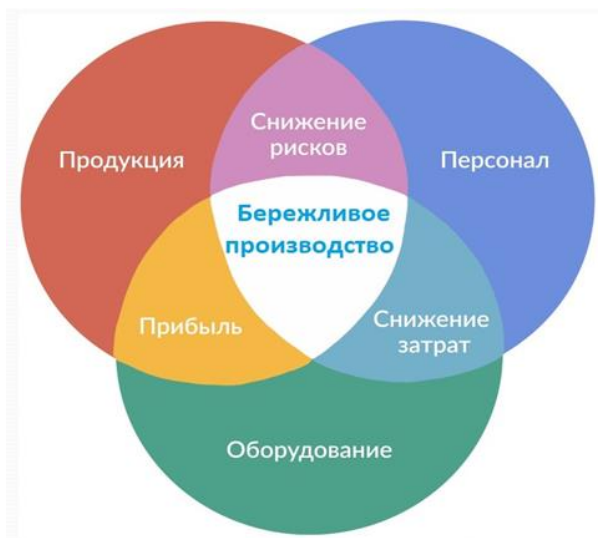 Снижение
рисков
Продукция
Персонал
Бережливое
производство
Прибыль
Снижение
затрат
Оборудование